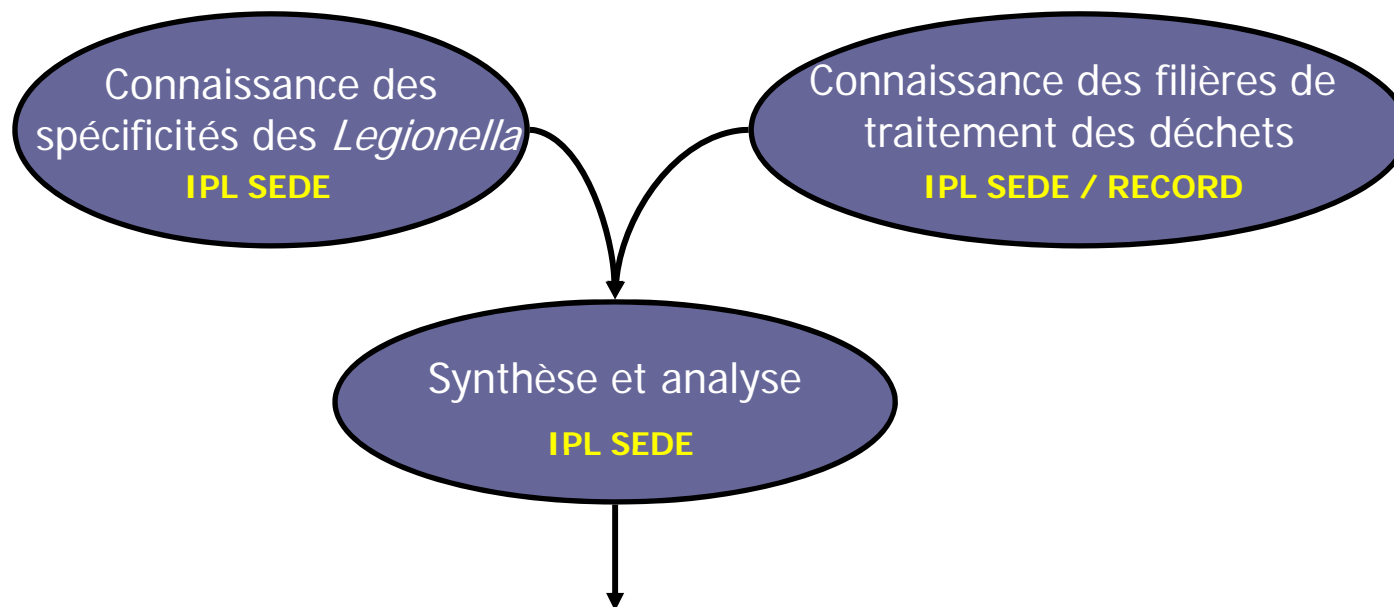 Connaissance des
spécificités des Legionella
IPL SEDE
Connaissance des filières de
traitement des déchets
IPL SEDE / RECORD
Synthèse et analyse
IPL SEDE